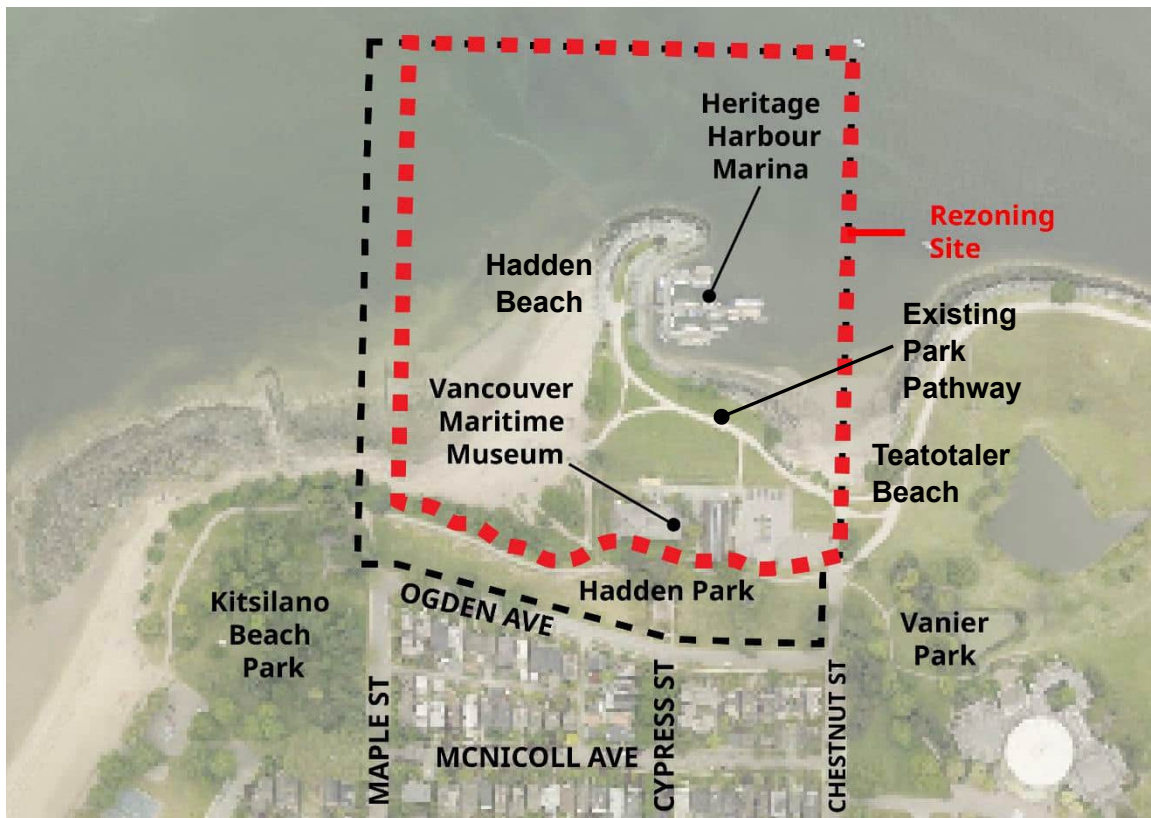 Heritage
Harbour
Marina
Rezoning
Site
Hadden
Beach
Existing
Park
Pathway
Vancouver
Maritime
Museum
Teatotaler
Beach
Hadden Park
OGDEN AVE
Kitsilano
Beach
Park
Vanier
Park
MAPLE ST
CYPRESS ST
CHESTNUT ST
MCNICOLL AVE